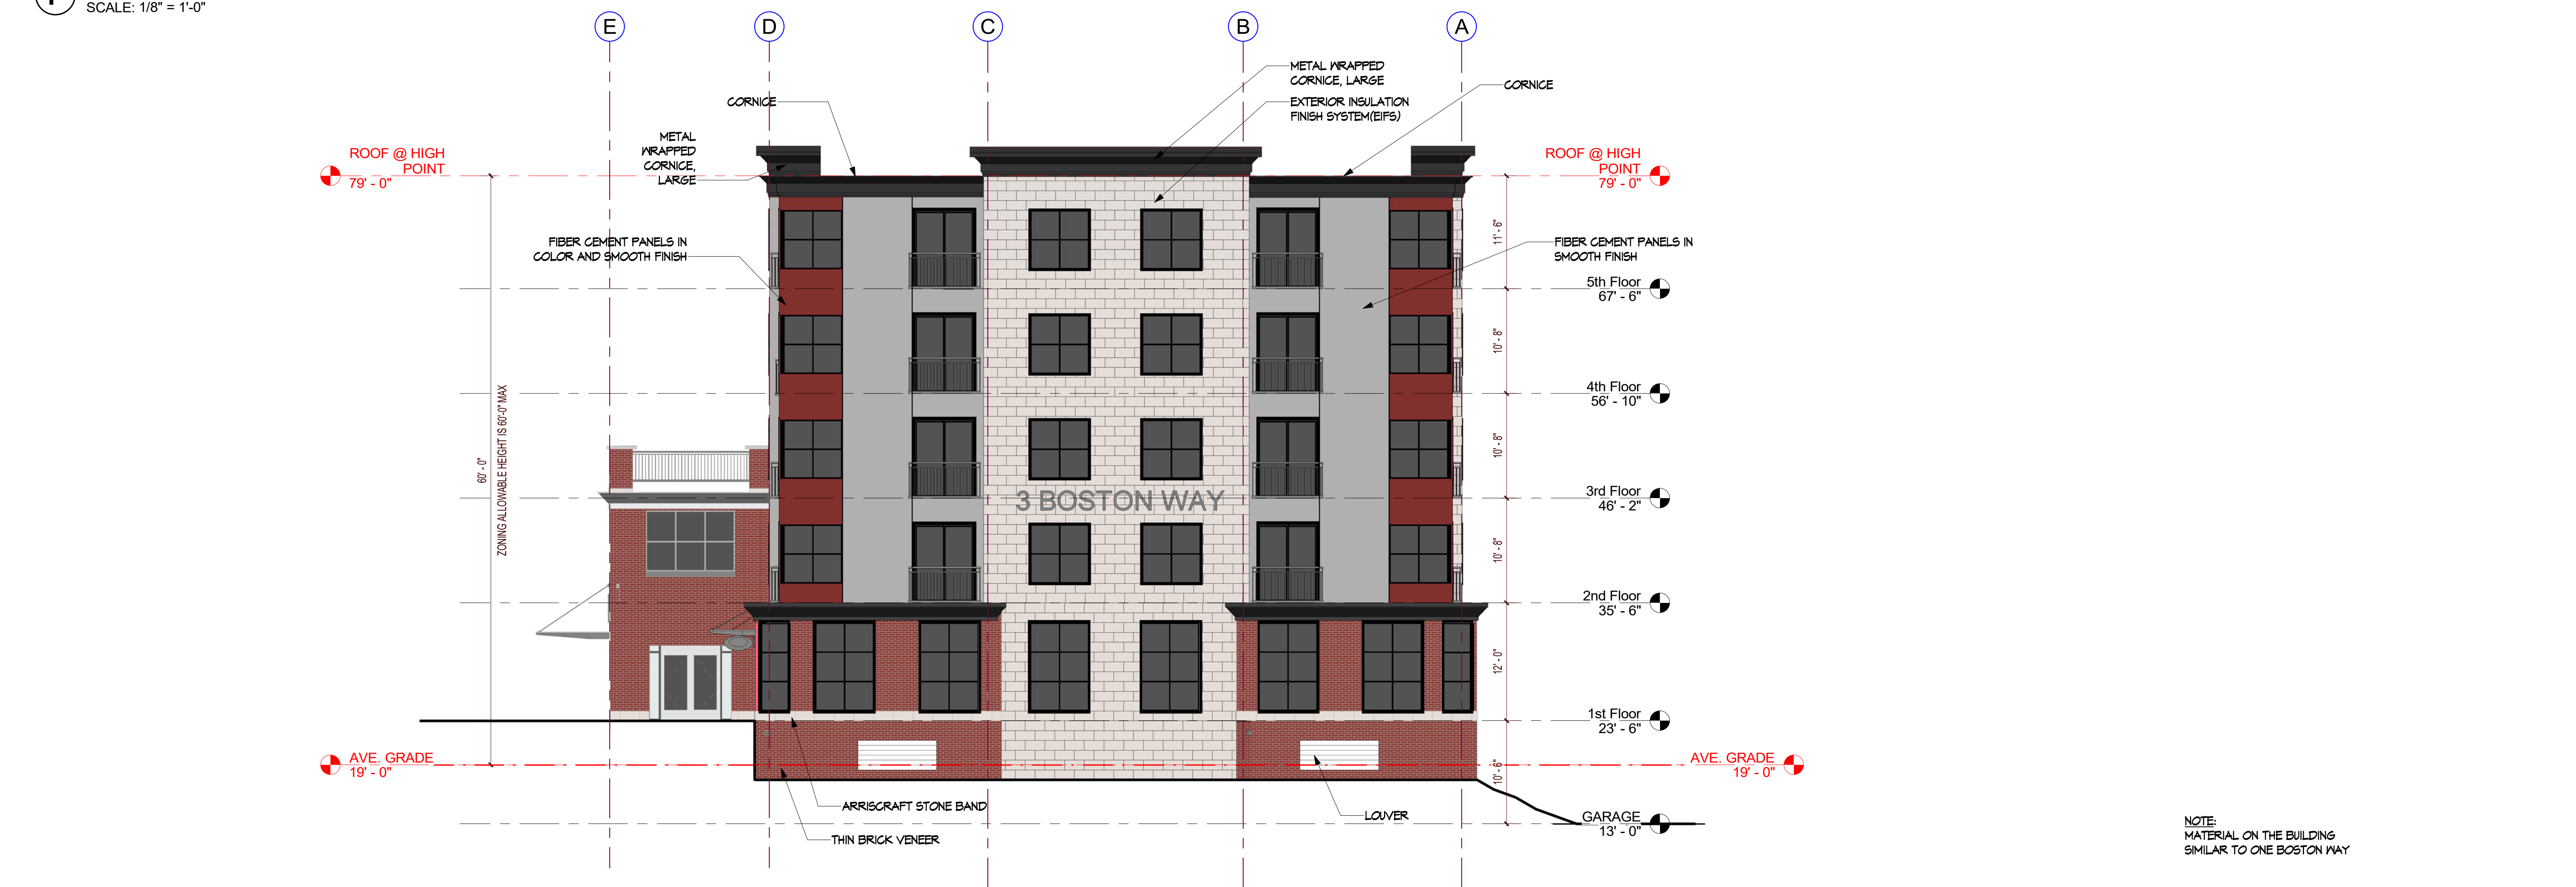 SCALE: 1/8" = 1'-0"
E
D
C
B
A
METAL WRAPPED
CORNICE, LARGE
CORNICE
CORNICE
EXTERIOR INSULATION
FINISH SYSTEM(EIFS)
METAL
WRAPPED
CORNICE,
LARGE
ROOF @ HIGH
POINT
79' - 0"
ROOF @ HIGH
POINT
79' - 0"
11' - 6"
FIBER CEMENT PANELS IN
COLOR AND SMOOTH FINISH
FIBER CEMENT PANELS IN
SMOOTH FINISH
5th Floor
67' - 6"
10' - 8"
4th Floor
56' - 10"
10' - 8"
60' - 0"
ZONING ALLOWABLE HEIGHT IS 60'-0" MAX
3 BOSTON WAY
3rd Floor
46' - 2"
10' - 8"
2nd Floor
35' - 6"
12' - 0"
1st Floor
23' - 6"
AVE. GRADE
19' - 0"
AVE. GRADE
19' - 0"
10' - 6"
ARRISCRAFT STONE BAND
LOUVER
GARAGE
13' - 0"
THIN BRICK VENEER
NOTE:
MATERIAL ON THE BUILDING
SIMILAR TO ONE BOSTON WAY